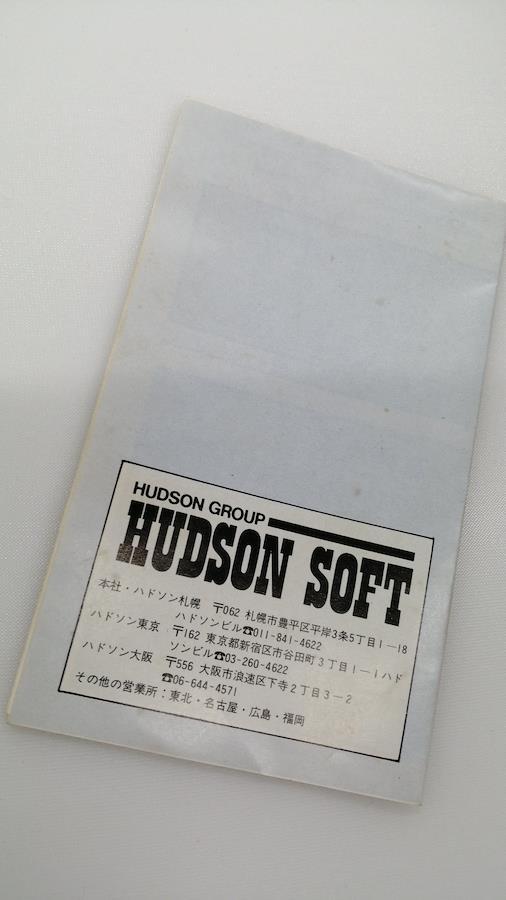 HUDSON GROUP
HUDSON SOFT
本社・ハドソン札幌 〒062 札幌市豊平区平岸3条5丁目1―18
ハドソンビル☎011-841-4622
ハドソン東京 〒162 東京都新宿区市谷田町3丁目1―1ハド
ソンビル☎03-260-4622
ハドソン大阪 〒556 大阪市浪速区下寺2丁目3―2
☎06-644-4571
その他の営業所：東北・名古屋・広島・福岡